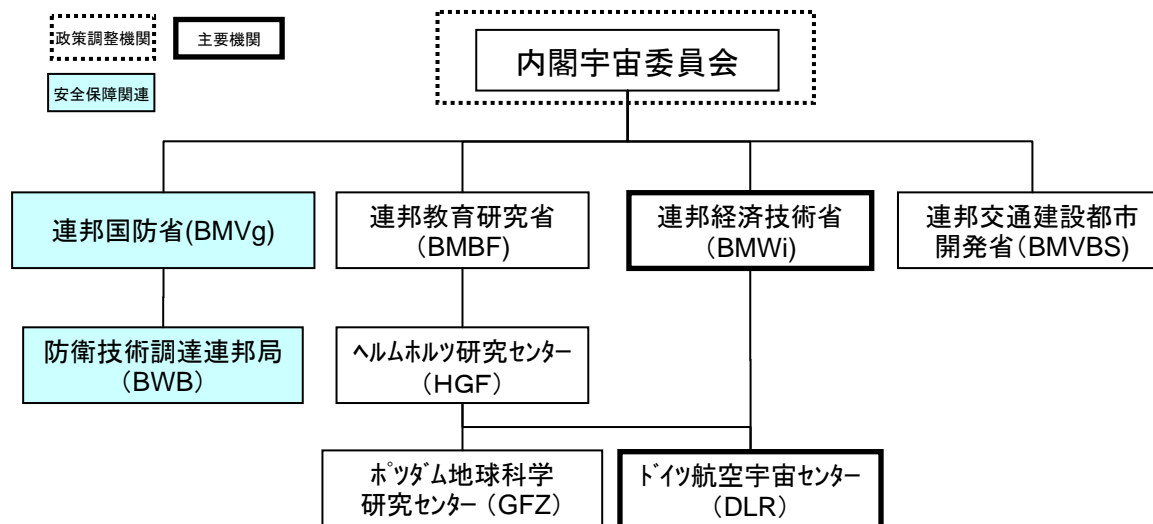 政策調整機関
主要機関
安全保障関連
内閣宇宙委員会
連邦国防省(BMVg)
連邦教育研究省
(BMBF)
連邦経済技術省
(BMWi)
連邦交通建設都市
開発省(BMVBS)
防衛技術調達連邦局
(BWB)
ﾍﾙﾑﾎﾙﾂ研究ｾﾝﾀｰ
（ＨＧＦ）
ﾎﾟﾂﾀﾞﾑ地球科学
研究ｾﾝﾀｰ（GFZ）
ﾄﾞｲﾂ航空宇宙ｾﾝﾀｰ
(DLR)